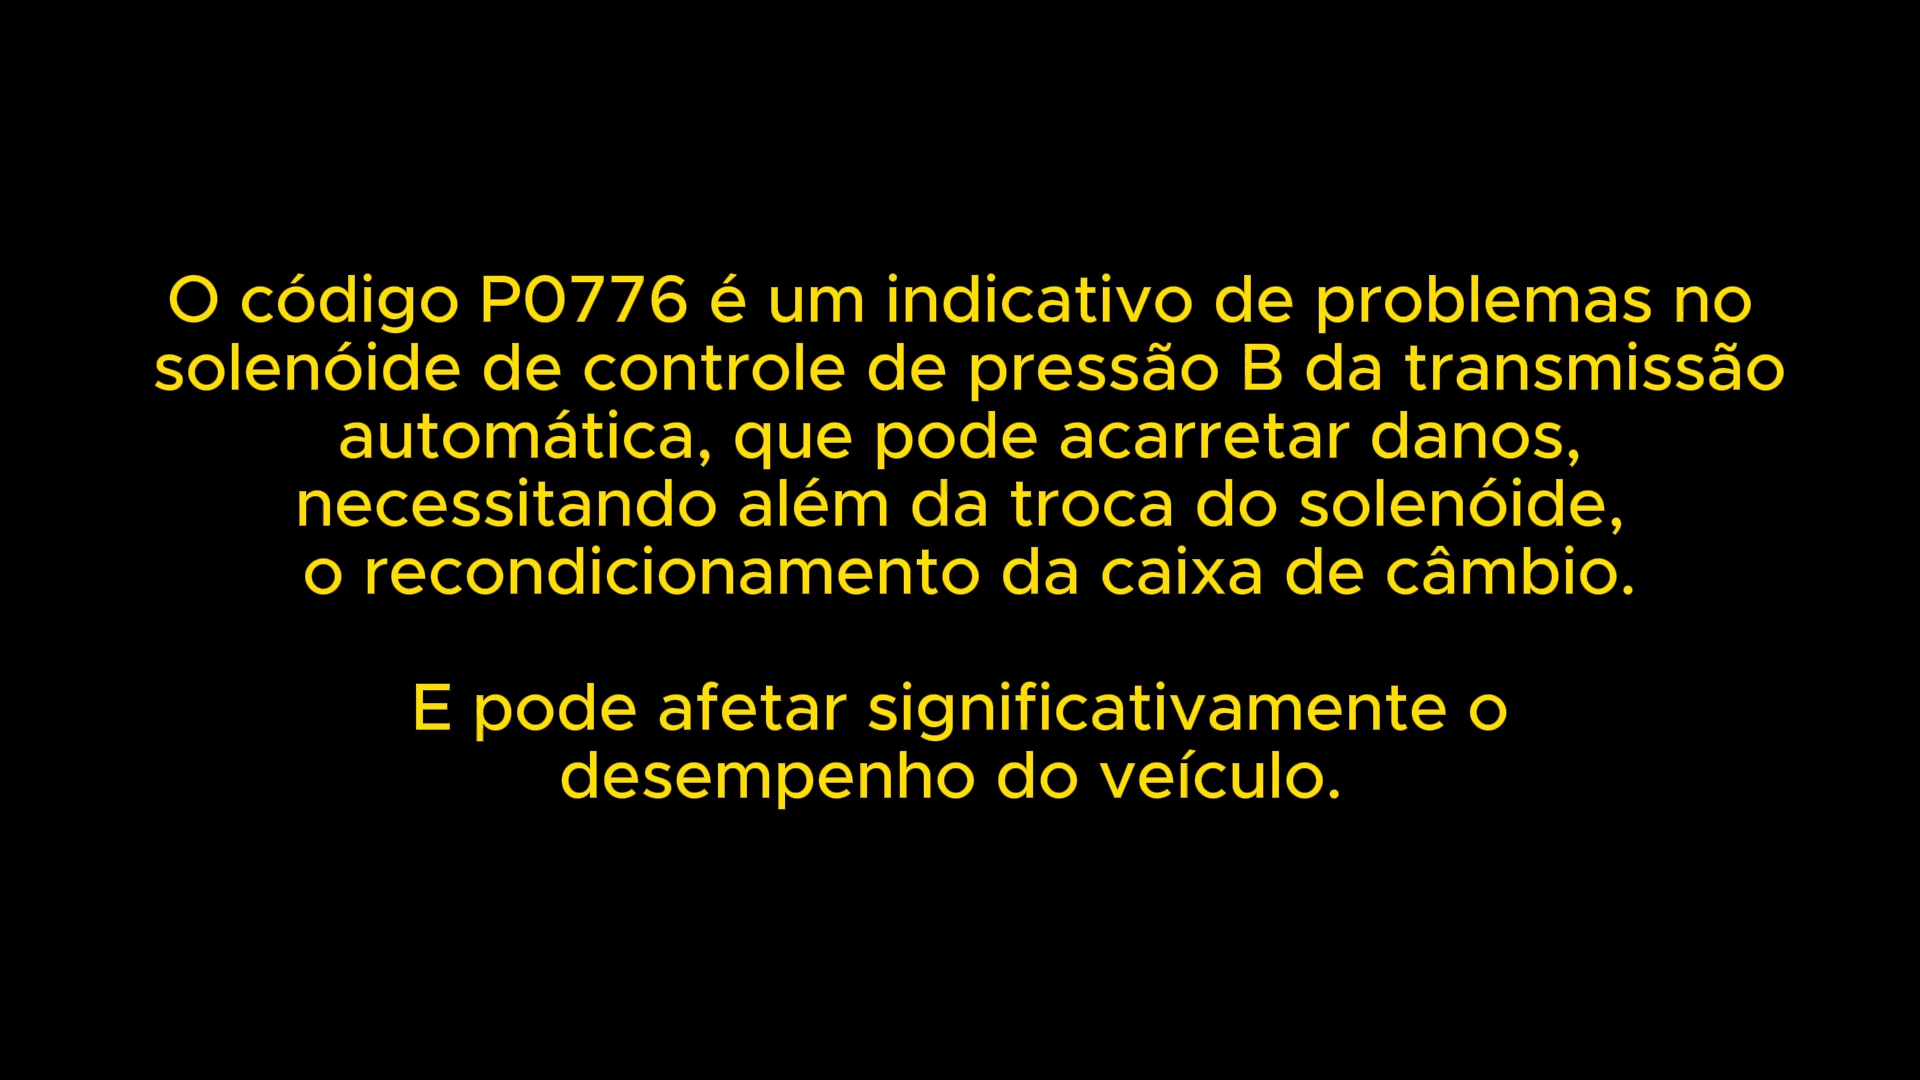 O código P0776 é um indicativo de problemas no
solenóide de controle de pressão B da transmissão
automática, que pode acarretar danos,
necessitando além da troca do solenóide,
o recondicionamento da caixa de câmbio.
E pode afetar significativamente o
desempenho do veículo.